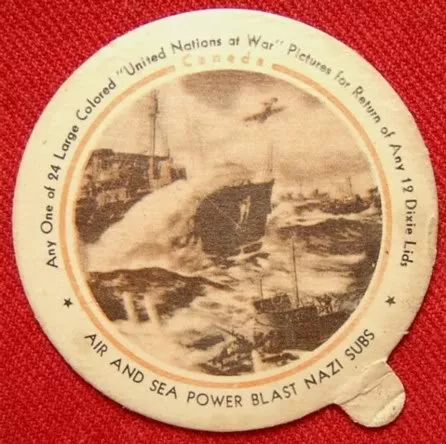 Any One of 24 Large Colored "United Nations at War" Pictures for Return of Any 12 Dixie Lids
Canada
★ AIR AND SEA POWER BLAST NAZI SUBS ★